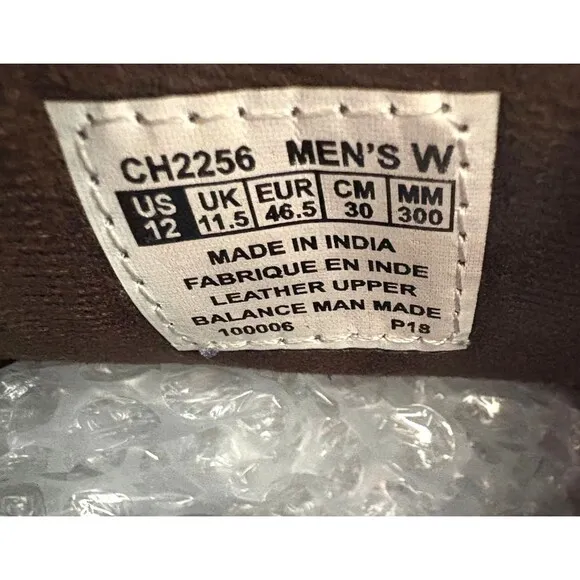 CH2256 MEN'S W
US UK EUR CM MM
12 11.5 46.5 30 300
MADE IN INDIA
FABRIQUE EN INDE
LEATHER UPPER
BALANCE MAN MADE
100006 P18